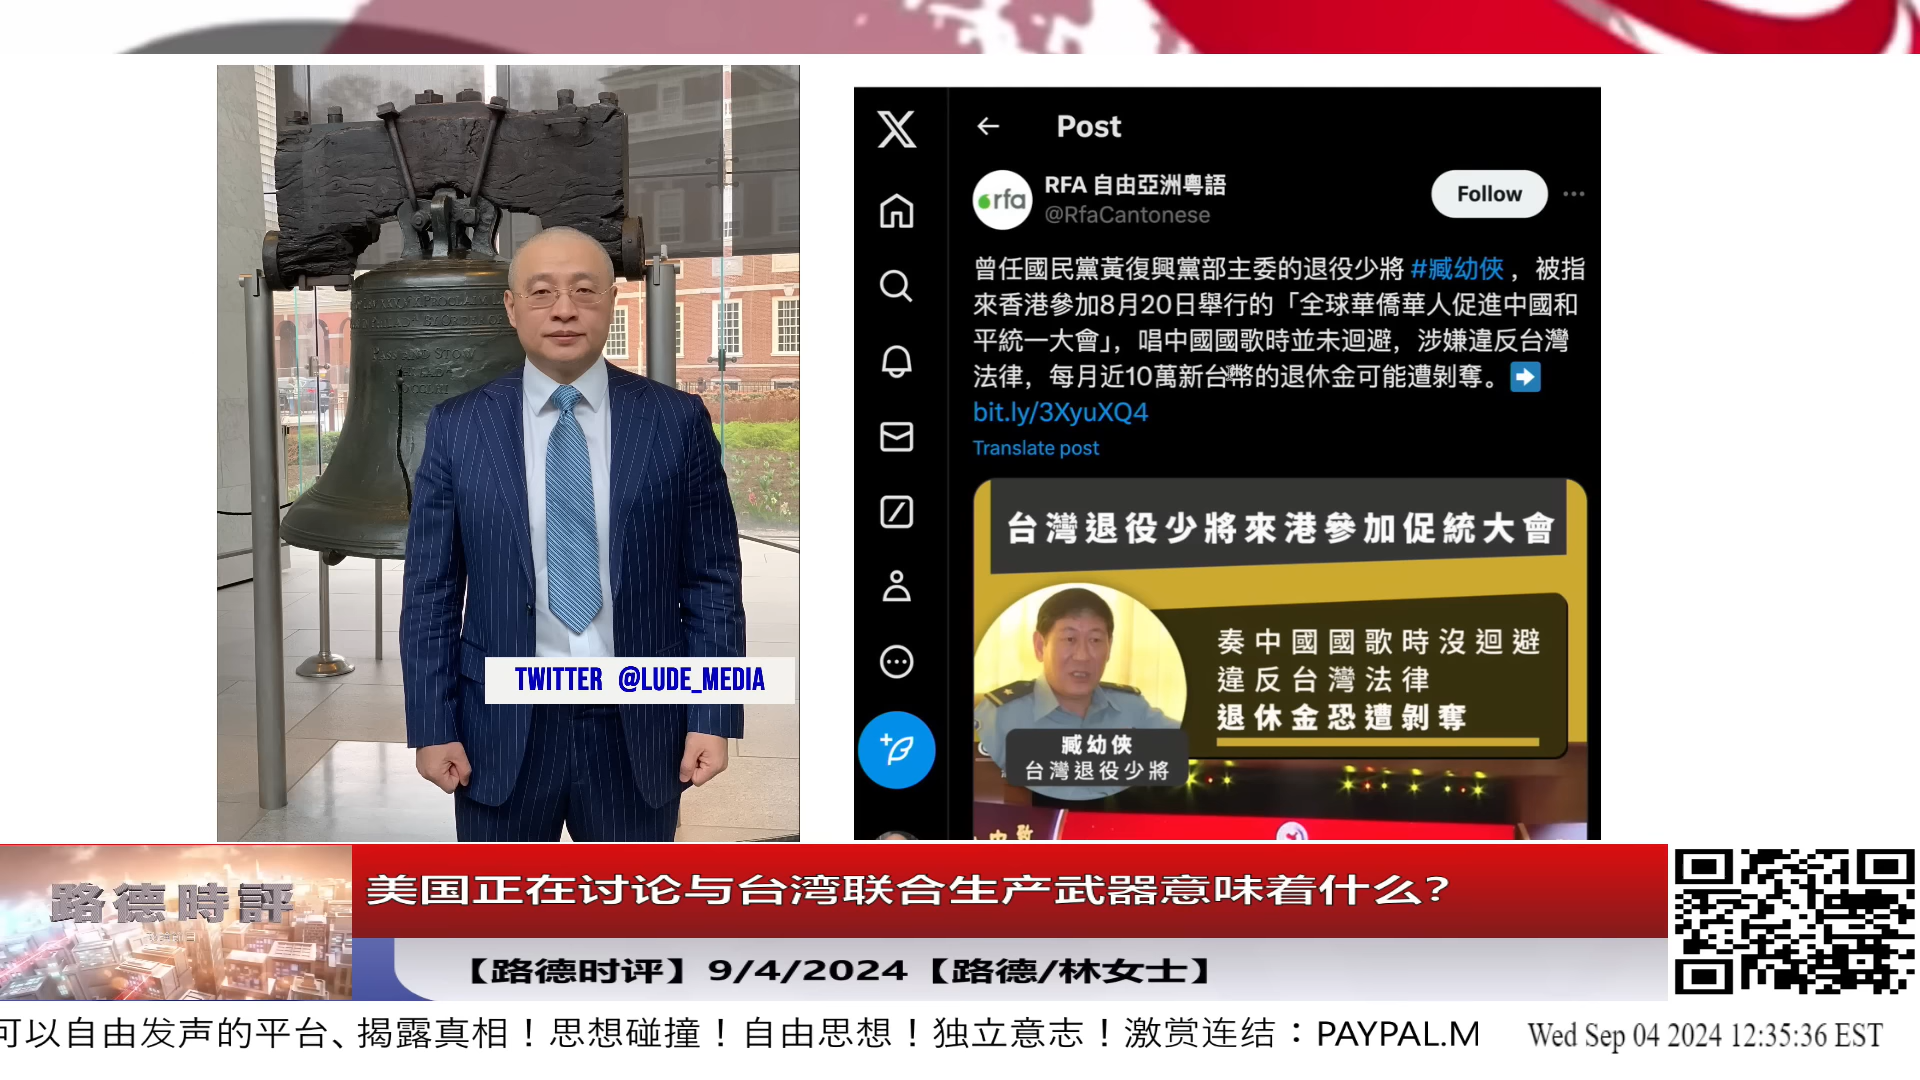 PASS AND STOW
TWITTER @LUDE_MEDIA
Post
rfa
RFA 自由亞洲粵語
@RfaCantonese
Follow
曾任國民黨黃復興黨部主委的退役少將 #臧幼俠 ，被指
來香港參加8月20日舉行的「全球華僑華人促進中國和
平統一大會」，唱中國國歌時並未迴避，涉嫌違反台灣
法律，每月近10萬新台幣的退休金可能遭剝奪。➡
bit.ly/3XyuXQ4
Translate post
台灣退役少將來港參加促統大會
奏中國國歌時沒迴避
違反台灣法律
退休金恐遭剝奪
臧幼俠
台灣退役少將
路德時評
美国正在讨论与台湾联合生产武器意味着什么?
【路德时评】9/4/2024【路德/林女士】
可以自由发声的平台、揭露真相！思想碰撞！自由思想！独立意志！激赏连结：PAYPAL.M
Wed Sep 04 2024 12:35:36 EST